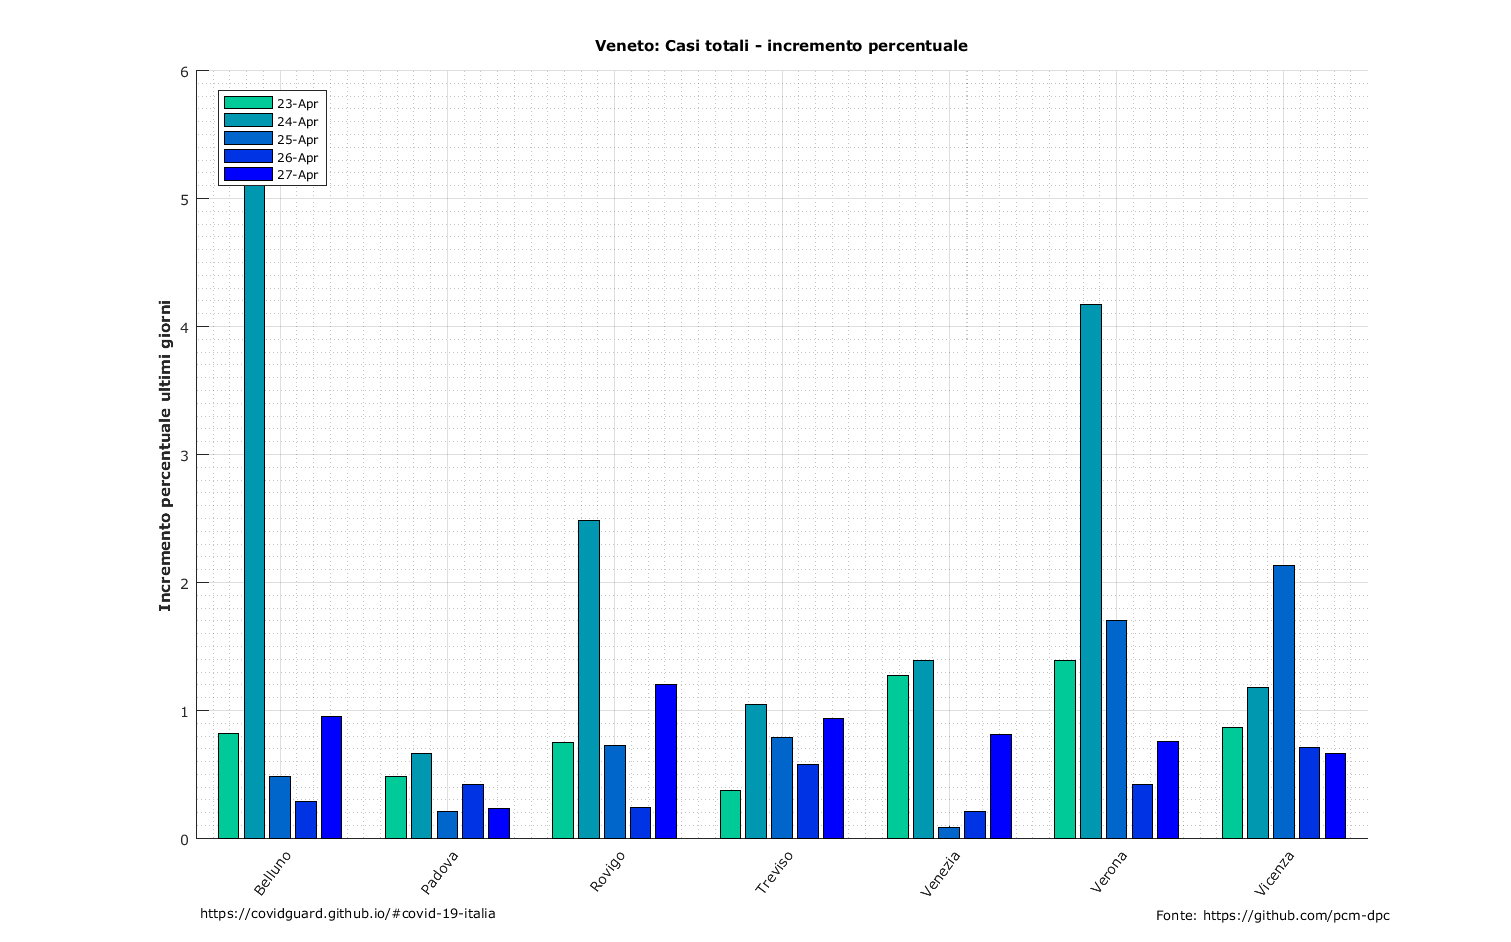 Veneto: Casi totali - incremento percentuale
6
5
4
3
2
1
0
Incremento percentuale ultimi giorni
23-Apr
24-Apr
25-Apr
26-Apr
27-Apr
Belluno
Padova
Rovigo
Treviso
Venezia
Verona
Vicenza
https://covidguard.github.io/#covid-19-italia
Fonte: https://github.com/pcm-dpc